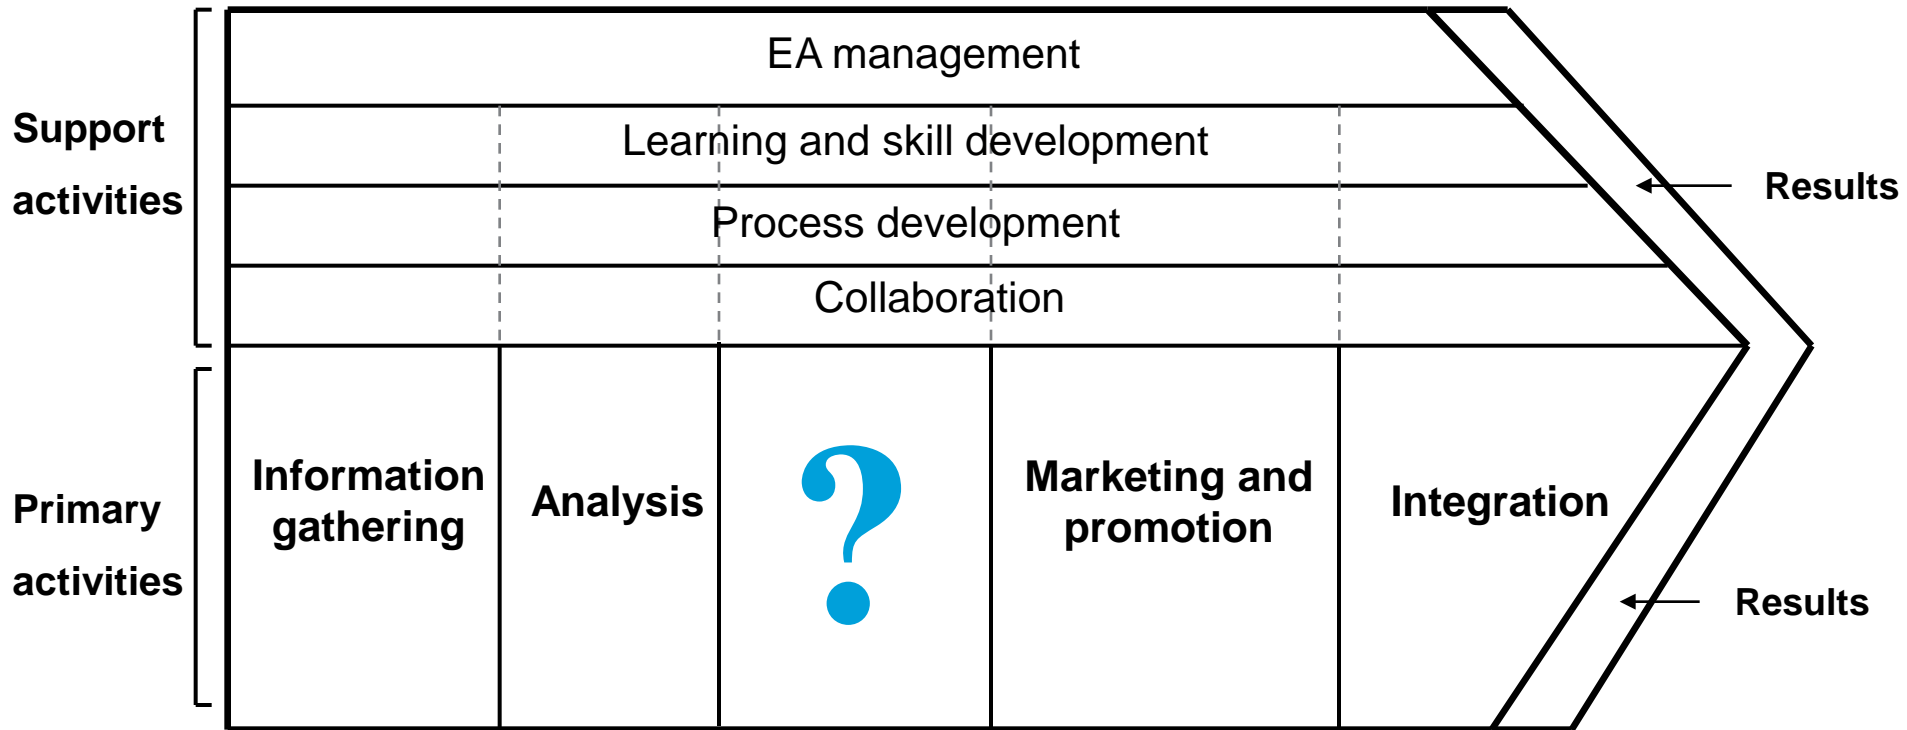 EA management
Support
activities
Learning and skill development
Process development
Collaboration
Results
Primary
activities
Information
gathering
Analysis
?
Marketing and
promotion
Integration
Results